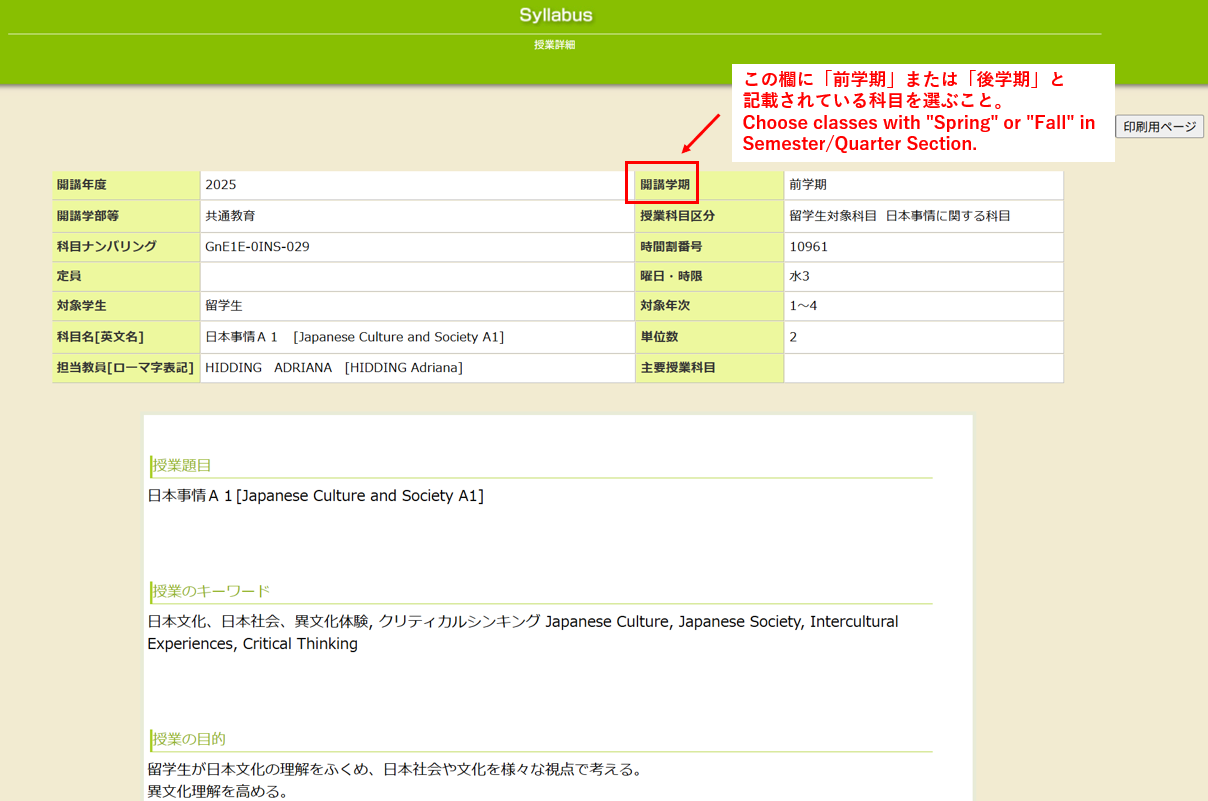 Syllabus
授業詳細
この欄に「前学期」または「後学期」と
記載されている科目を選ぶこと。
Choose classes with "Spring" or "Fall" in
Semester/Quarter Section.
印刷用ページ
開講年度 2025 開講学期 前学期
開講学部等 共通教育 授業科目区分 留学生対象科目 日本事情に関する科目
科目ナンバリング GnE1E-0INS-029 時間割番号 10961
定員 曜日・時限 水3
対象学生 留学生 対象年次 1~4
科目名[英文名] 日本事情A 1 [Japanese Culture and Society A1] 単位数 2
担当教員[ローマ字表記] HIDDING ADRIANA [HIDDING Adriana] 主要授業科目
授業題目
日本事情A 1 [Japanese Culture and Society A1]
授業のキーワード
日本文化、日本社会、異文化体験, クリティカルシンキング Japanese Culture, Japanese Society, Intercultural
Experiences, Critical Thinking
授業の目的
留学生が日本文化の理解をふくめ、日本社会や文化を様々な視点で考える。
異文化理解を高める。